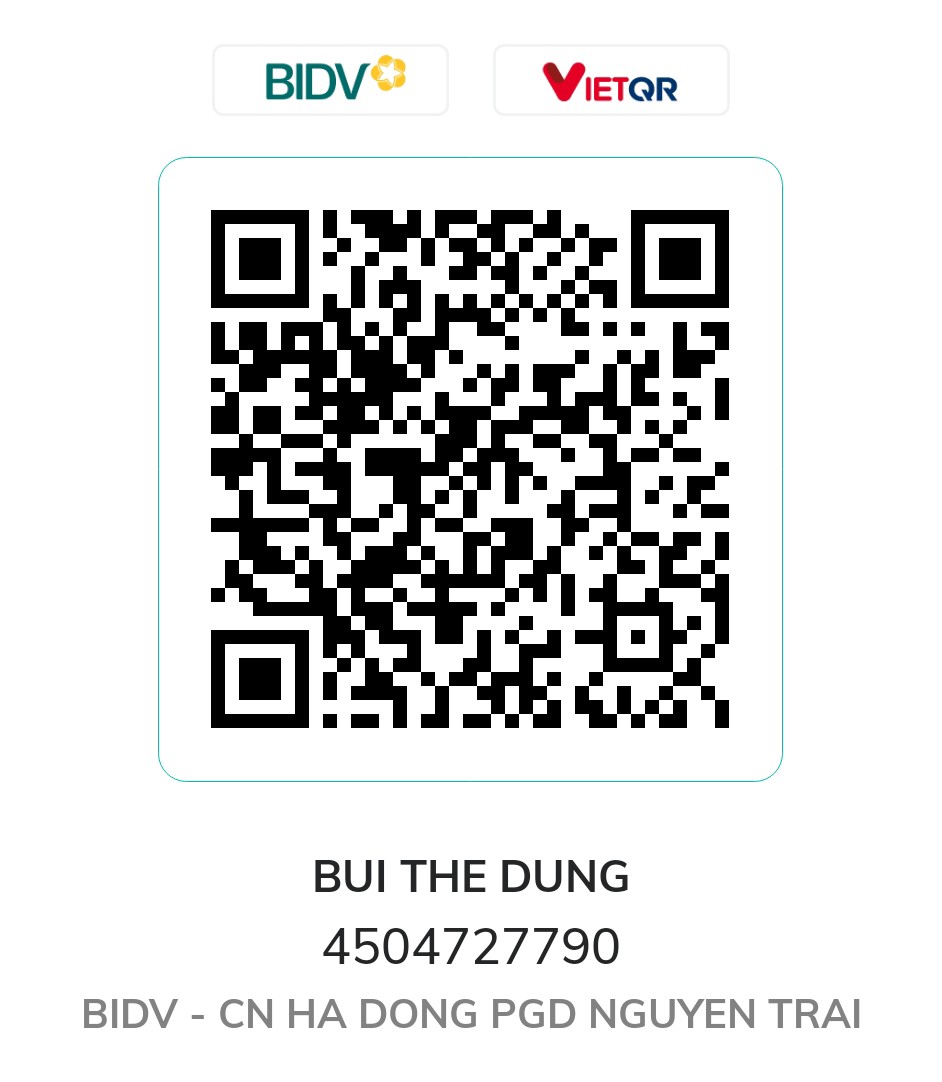 BIDV
VIETQR
BUI THE DUNG
4504727790
BIDV - CN HA DONG PGD NGUYEN TRAI